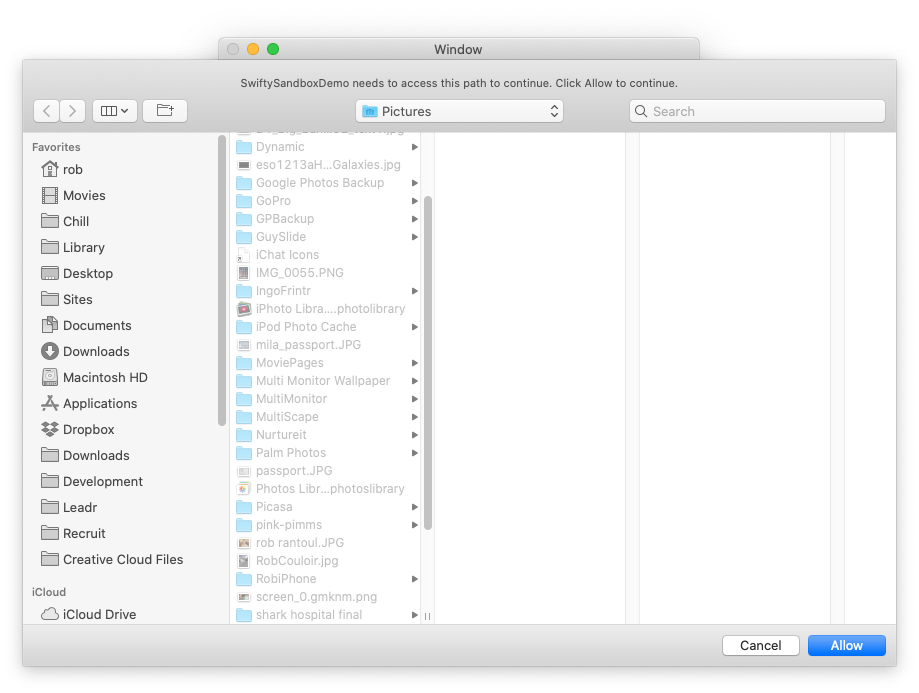 Window
SwiftySandboxDemo needs to access this path to continue. Click Allow to continue.
Pictures
Search
Favorites
rob
Movies
Chill
Library
Desktop
Sites
Documents
Downloads
Macintosh HD
Applications
Dropbox
Downloads
Development
Leadr
Recruit
Creative Cloud Files
iCloud
iCloud Drive
Dynamic
eso1213aH...Galaxies.jpg
Google Photos Backup
GoPro
GPBackup
GuySlide
iChat Icons
IMG_0055.PNG
IngoFrintr
iPhoto Libra....photolibrary
iPod Photo Cache
mila_passport.JPG
MoviePages
Multi Monitor Wallpaper
MultiMonitor
MultiScape
Nurtureit
Palm Photos
passport.JPG
Photos Libr...photoslibrary
Picasa
pink-pimms
rob rantoul.JPG
RobCouloir.jpg
RobiPhone
screen_0.gmknm.png
shark hospital final
Cancel
Allow